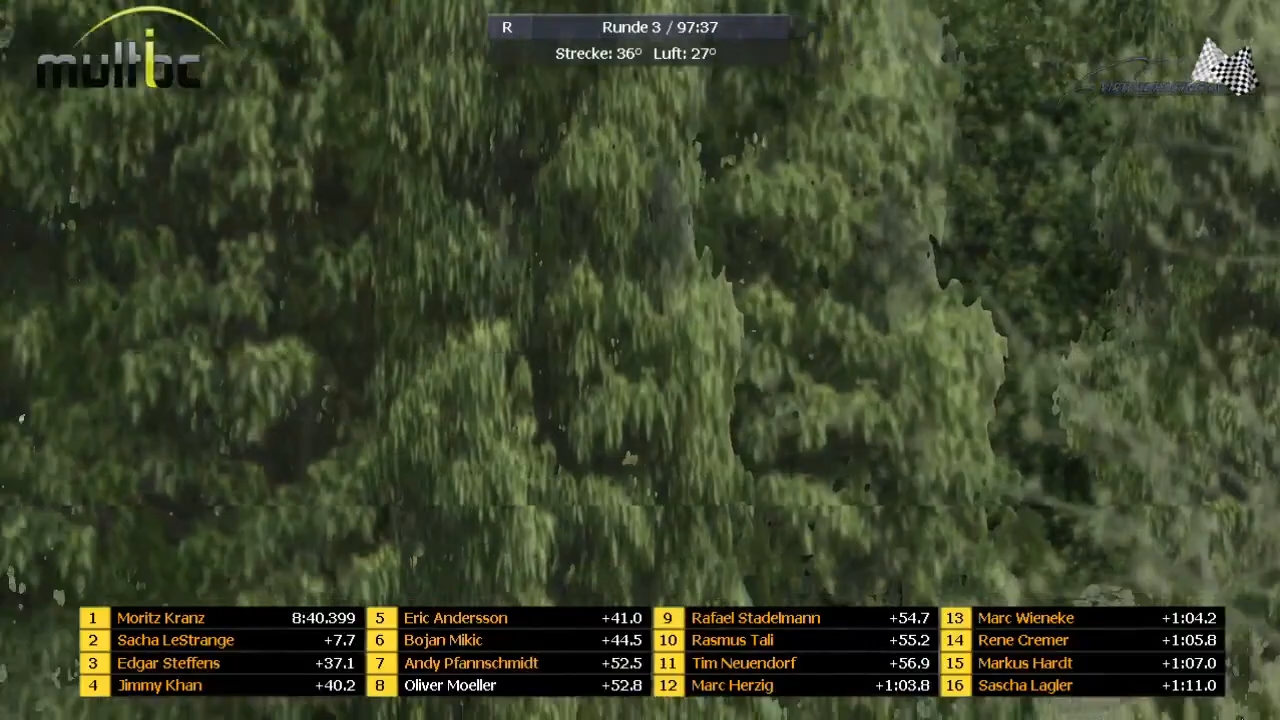 multibc
R Runde 3 / 97:37
Strecke: 36° Luft: 27°
1 Moritz Kranz 8:40.399
2 Sacha LeStrange +7.7
3 Edgar Steffens +37.1
4 Jimmy Khan +40.2
5 Eric Andersson +41.0
6 Bojan Mikic +44.5
7 Andy Pfannschmidt +52.5
8 Oliver Moeller +52.8
9 Rafael Stadelmann +54.7
10 Rasmus Tali +55.2
11 Tim Neuendorf +56.9
12 Marc Herzig +1:03.8
13 Marc Wieneke +1:04.2
14 Rene Cremer +1:05.8
15 Markus Hardt +1:07.0
16 Sascha Lagler +1:11.0